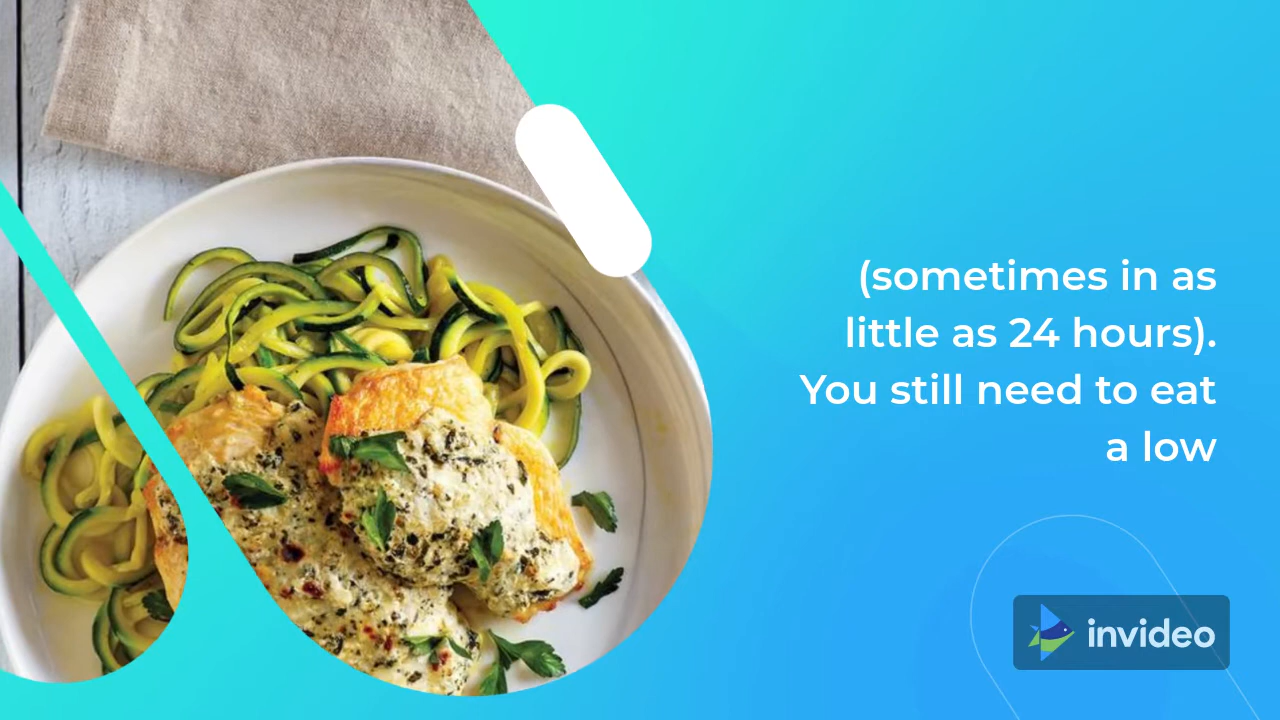 (sometimes in as
little as 24 hours).
You still need to eat
a low
invideo